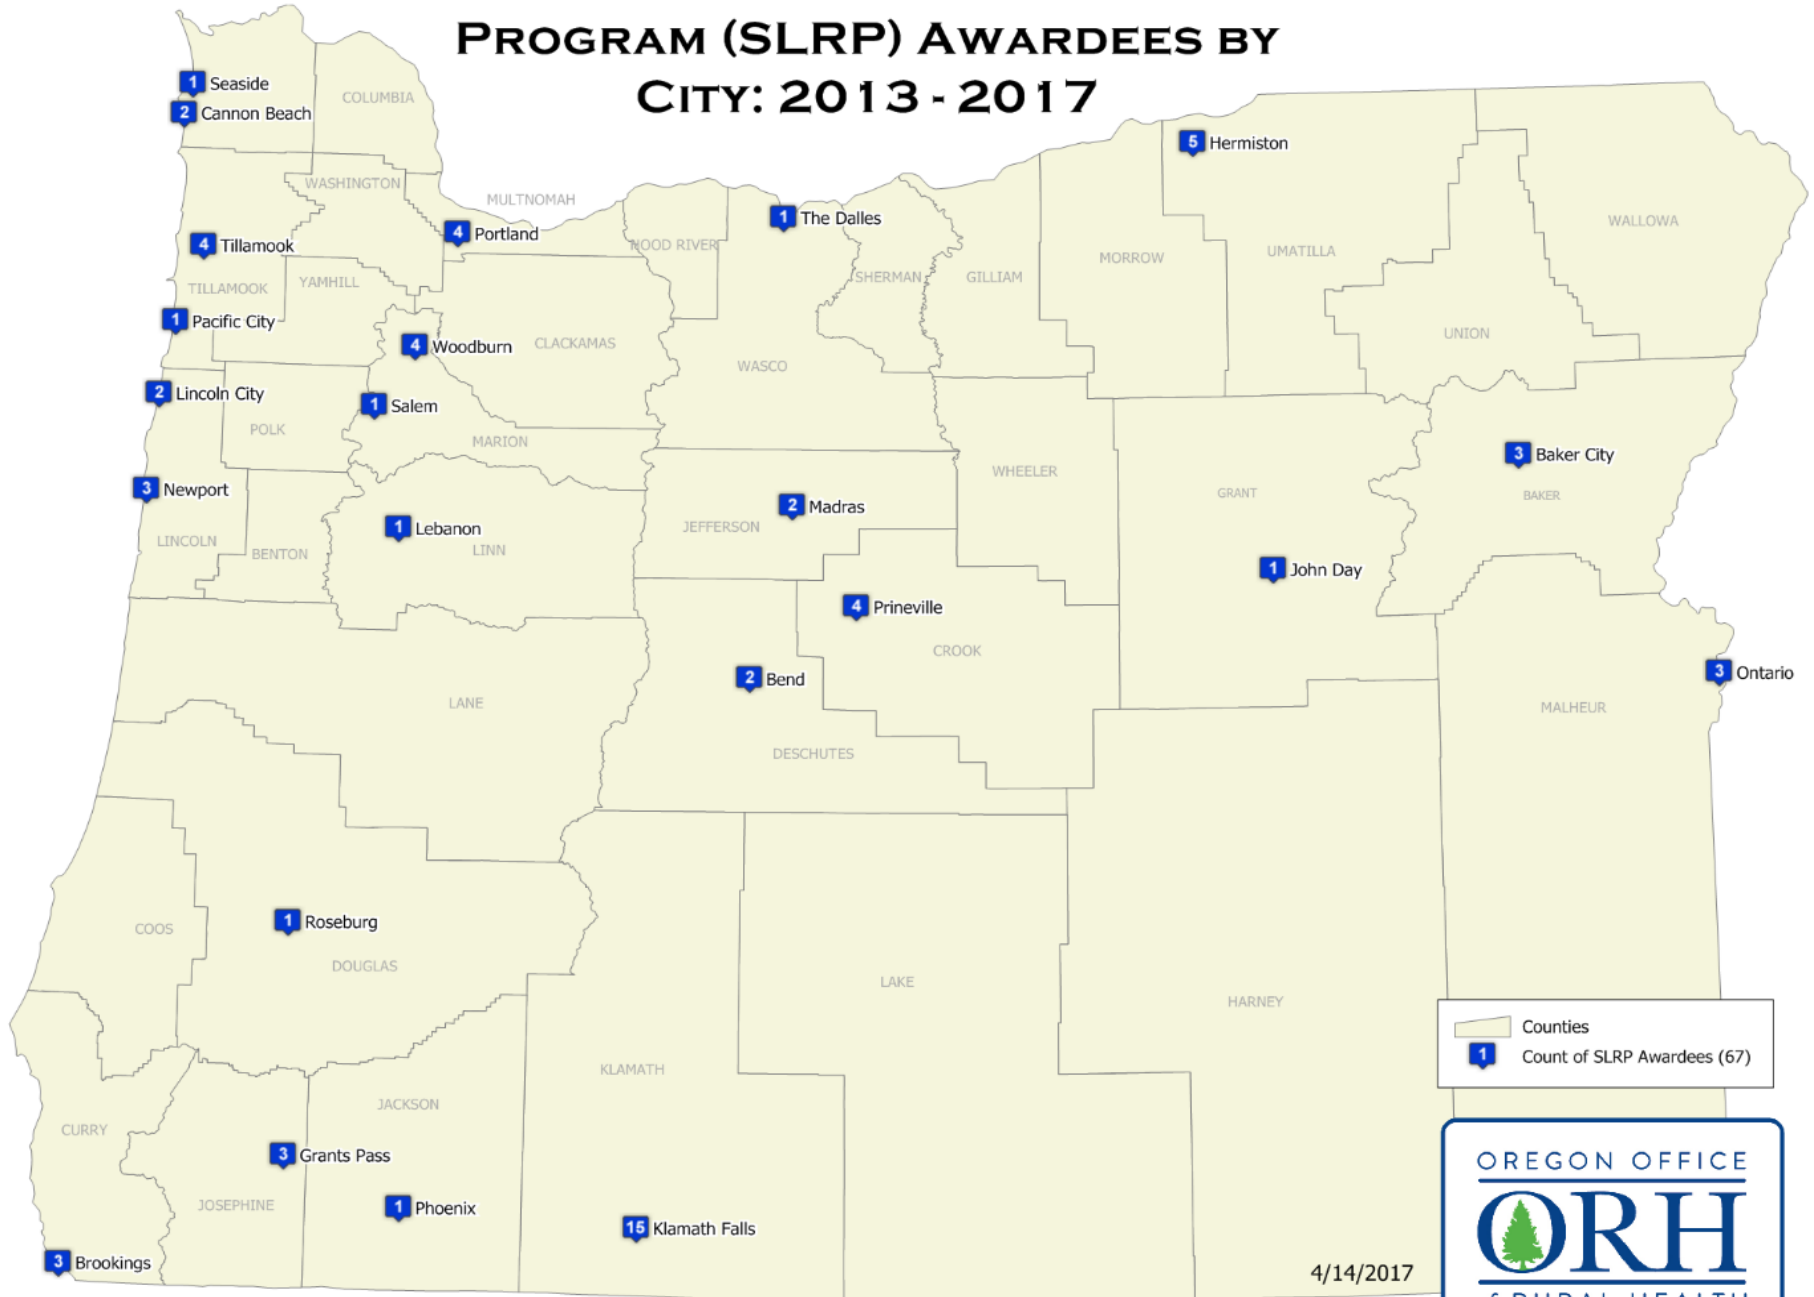 PROGRAM (SLRP) AWARDEES BY
CITY: 2013 - 2017
1 Seaside
COLUMBIA
2 Cannon Beach
5 Hermiston
WASHINGTON
MULTNOMAH
1 The Dalles
WALLOWA
4 Portland
4 Tillamook
HOOD RIVER
UMATILLA
MORROW
SHERMAN
GILLIAM
YAMHILL
TILLAMOOK
1 Pacific City
UNION
4 Woodburn
CLACKAMAS
WASCO
2 Lincoln City
1 Salem
POLK
MARION
3 Baker City
WHEELER
3 Newport
GRANT
BAKER
2 Madras
JEFFERSON
1 Lebanon
LINCOLN
BENTON
LINN
1 John Day
4 Prineville
CROOK
2 Bend
3 Ontario
LANE
MALHEUR
DESCHUTES
1 Roseburg
COOS
DOUGLAS
LAKE
HARNEY
Counties
1 Count of SLRP Awardees (67)
KLAMATH
JACKSON
CURRY
3 Grants Pass
OREGON OFFICE
JOSEPHINE
1 Phoenix
15 Klamath Falls
ORH
3 Brookings
4/14/2017
of RURAL HEALTH